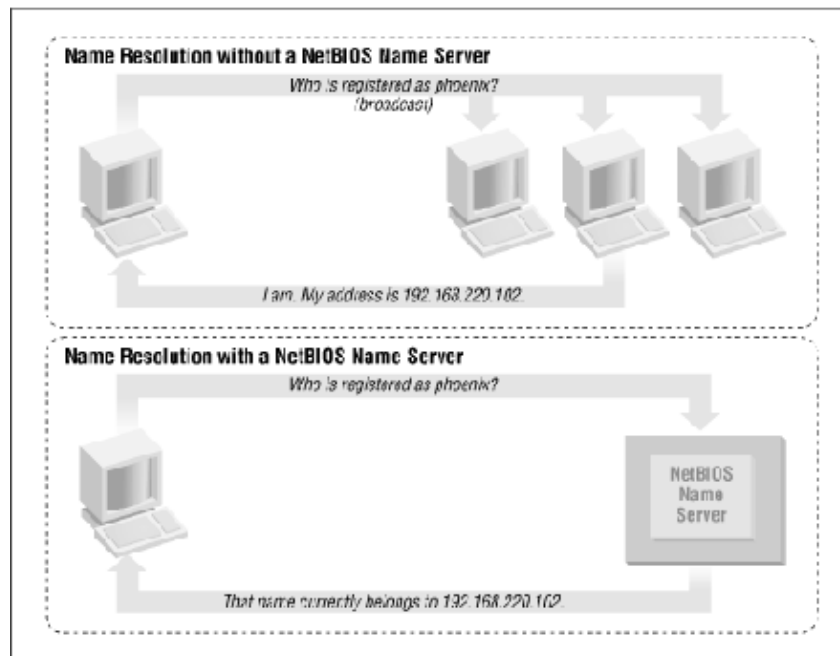 Name Resolution without a NetBIOS Name Server
Who is registered as phoenix?
(broadcast)
I am. My address is 192.168.220.102.
Name Resolution with a NetBIOS Name Server
Who is registered as phoenix?
NetBIOS
Name
Server
That name currently belongs to 192.168.220.102.